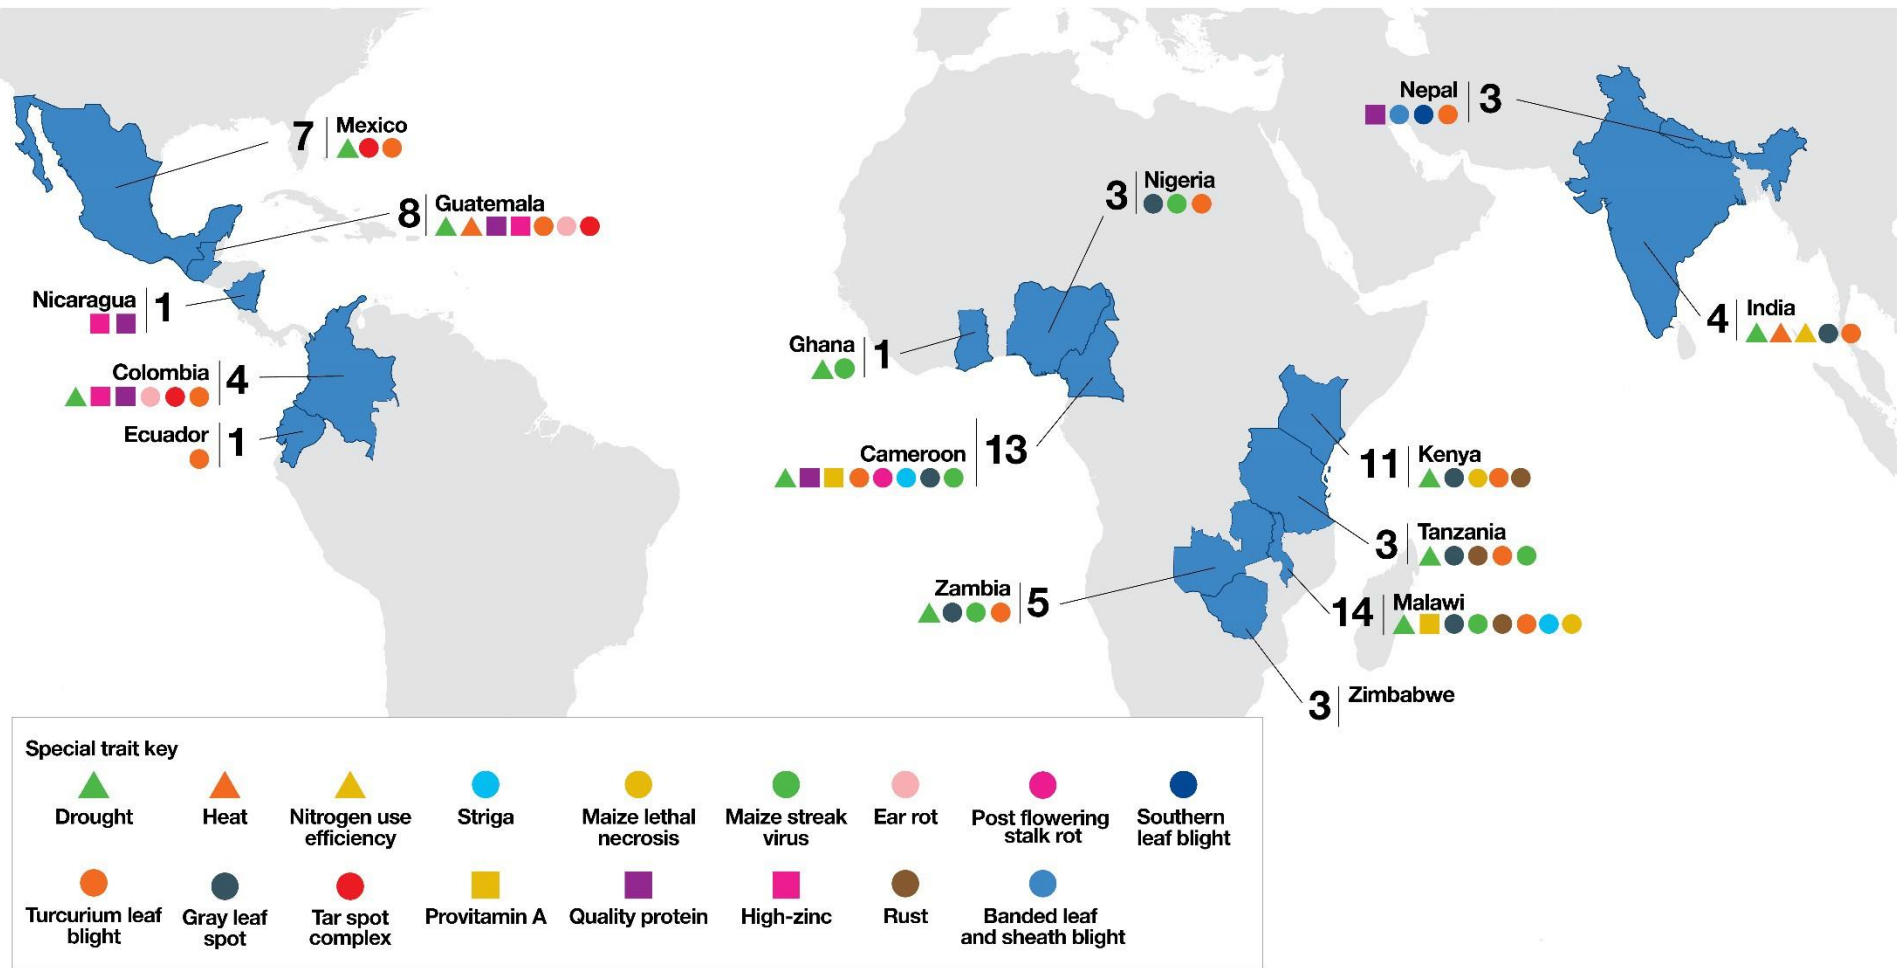 7 Mexico
8 Guatemala
Nicaragua 1
Colombia 4
Ecuador 1
Nepal 3
3 Nigeria
4 India
Ghana 1
Cameroon 13
11 Kenya
3 Tanzania
Zambia 5
14 Malawi
3 Zimbabwe
Special trait key
Drought
Heat
Nitrogen use
efficiency
Striga
Maize lethal
necrosis
Maize streak
virus
Ear rot
Post flowering
stalk rot
Southern
leaf blight
Turcurium leaf
blight
Gray leaf
spot
Tar spot
complex
Provitamin A
Quality protein
High-zinc
Rust
Banded leaf
and sheath blight